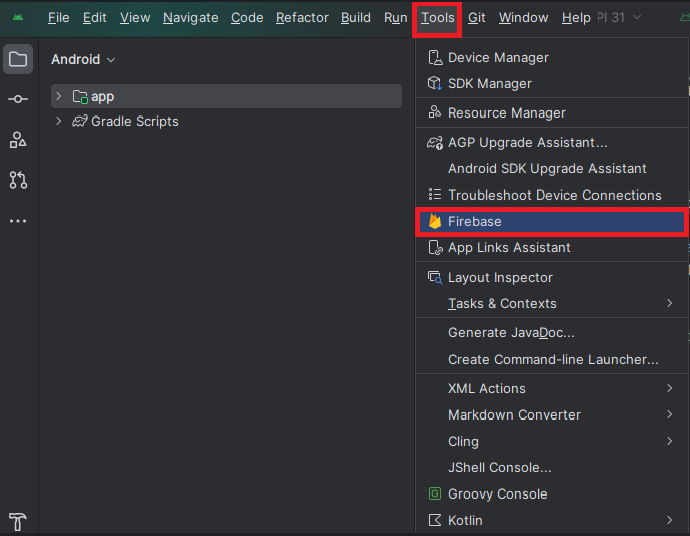 File Edit View Navigate Code Refactor Build Run Tools Git Window Help PI 31
Android
app
Gradle Scripts
Device Manager
SDK Manager
Resource Manager
AGP Upgrade Assistant...
Android SDK Upgrade Assistant
Troubleshoot Device Connections
Firebase
App Links Assistant
Layout Inspector
Tasks & Contexts
Generate JavaDoc...
Create Command-line Launcher...
XML Actions
Markdown Converter
Cling
JShell Console...
G Groovy Console
Kotlin